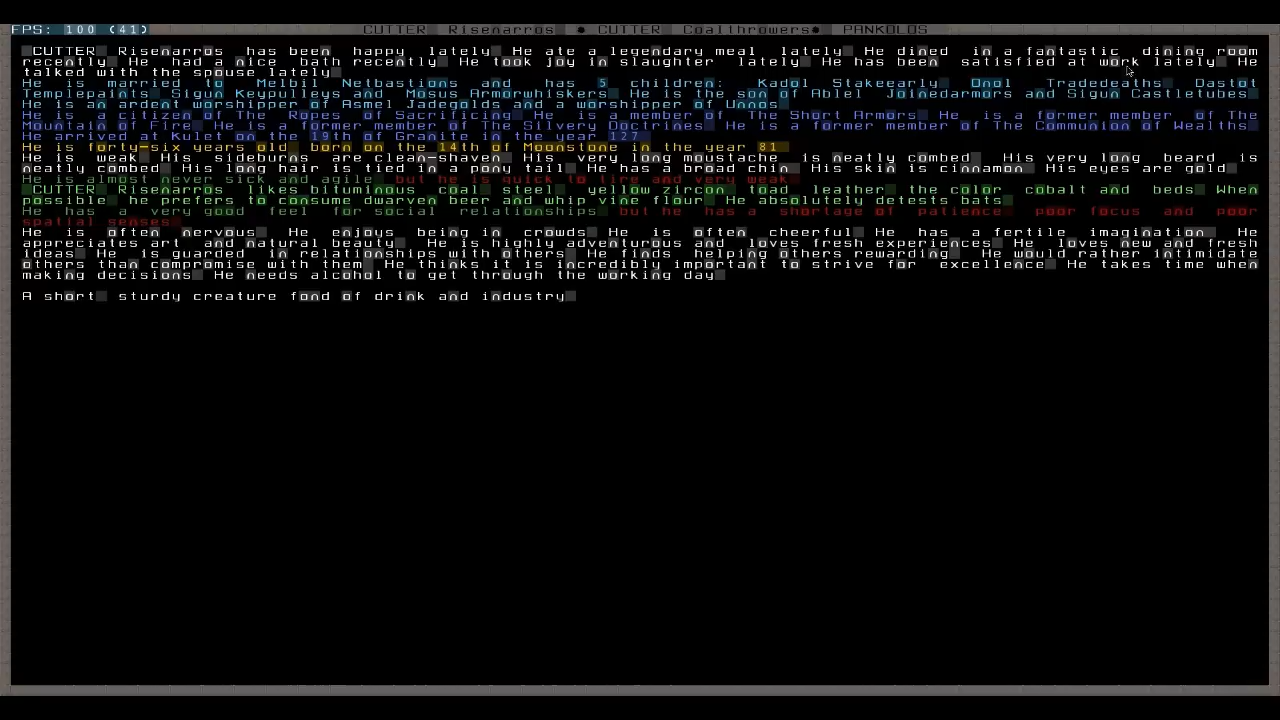 FPS: 100 (41) CUTTER Risenarros CUTTER Coalthrowers PANKOLOS
CUTTER Risenarros has been happy lately He ate a legendary meal lately He dined in a fantastic dining room
recently He had a nice bath recently He took joy in slaughter lately He has been satisfied at work lately He
talked with the spouse lately
He is married to Melbil Netbastions and has 5 children: Kadol Stakeearly Onol Tradedeaths Dastot
Templepaints Sigun Keypulleys and Mosus Armorwhiskers He is the son of Ablel Joinedarmors and Sigun Castletubes
He is an ardent worshipper of Asmel Jadegolds and a worshipper of Unnos
He is a citizen of The Ropes of Sacrificing He is a member of The Short Armors He is a former member of The
Mountain of Fire He is a former member of The Silvery Doctrines He is a former member of The Communion of Wealths
He arrived at Kulet on the 19th of Granite in the year 127
He is forty-six years old born on the 14th of Moonstone in the year 81
He is weak His sideburns are clean-shaven His very long moustache is neatly combed His very long beard is
neatly combed His long hair is tied in a pony tail He has a broad chin His skin is cinnamon His eyes are gold
He is almost never sick and agile but he is quick to tire and very weak
CUTTER Risenarros likes bituminous coal steel yellow zircon toad leather the color cobalt and beds When
possible he prefers to consume dwarven beer and whip vine flour He absolutely detests bats
He has a very good feel for social relationships but he has a shortage of patience poor focus and poor
spatial senses
He is often nervous He enjoys being in crowds He is often cheerful He has a fertile imagination He
appreciates art and natural beauty He is highly adventurous and loves fresh experiences He loves new and fresh
ideas He is guarded in relationships with others He finds helping others rewarding He would rather intimidate
others than compromise with them He thinks it is incredibly important to strive for excellence He takes time when
making decisions He needs alcohol to get through the working day
A short sturdy creature fond of drink and industry